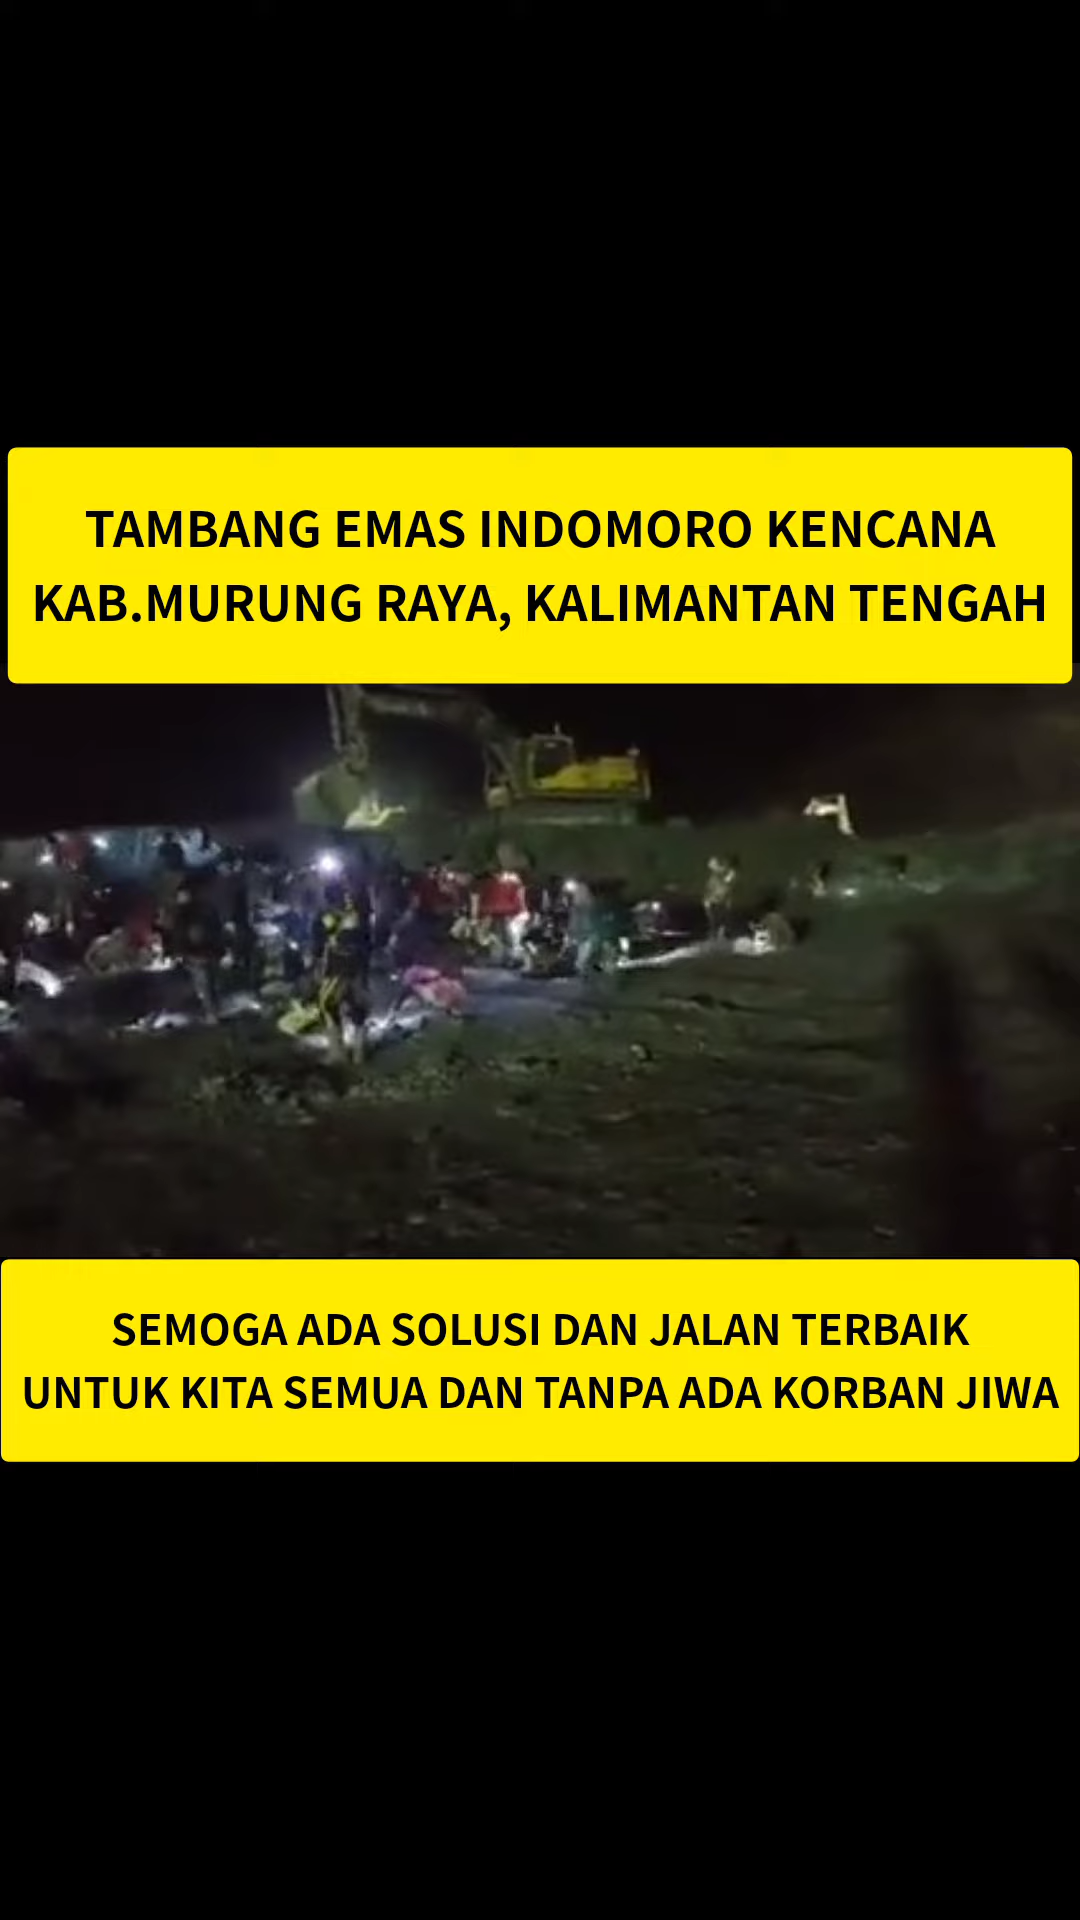 TAMBANG EMAS INDOMORO KENCANA
KAB.MURUNG RAYA, KALIMANTAN TENGAH
SEMOGA ADA SOLUSI DAN JALAN TERBAIK
UNTUK KITA SEMUA DAN TANPA ADA KORBAN JIWA